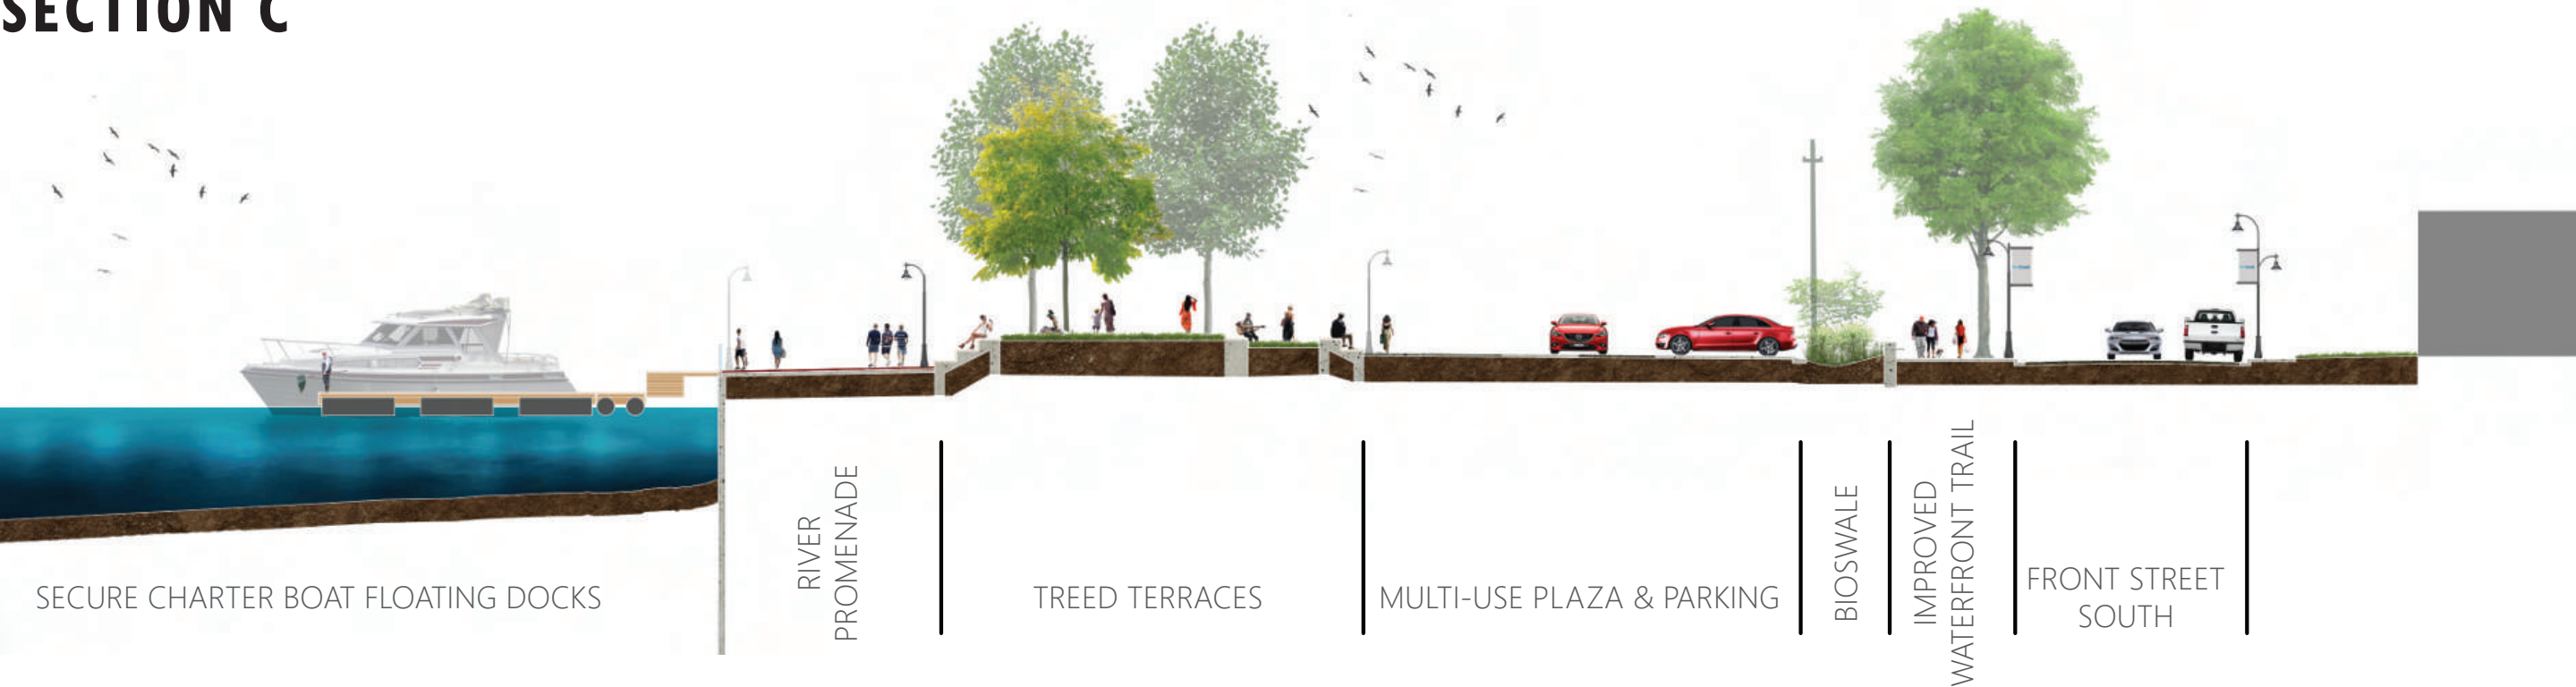 SECTION C
SECURE CHARTER BOAT FLOATING DOCKS
RIVER
PROMENADE
TREED TERRACES
MULTI-USE PLAZA & PARKING
BIOSWALE
IMPROVED
WATERFRONT TRAIL
FRONT STREET
SOUTH